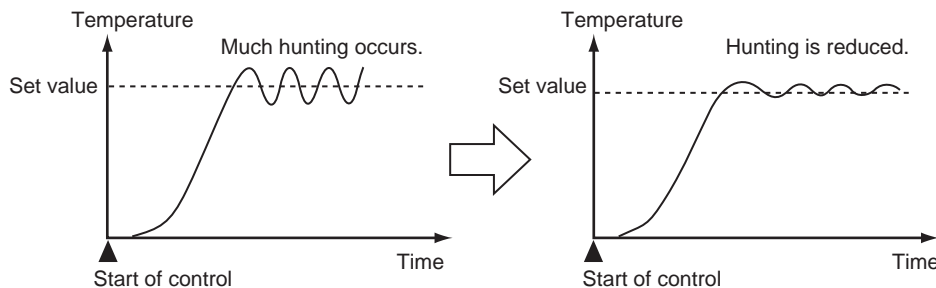 Temperature
Much hunting occurs.
Set value
Time
Start of control
Temperature
Hunting is reduced.
Set value
Time
Start of control